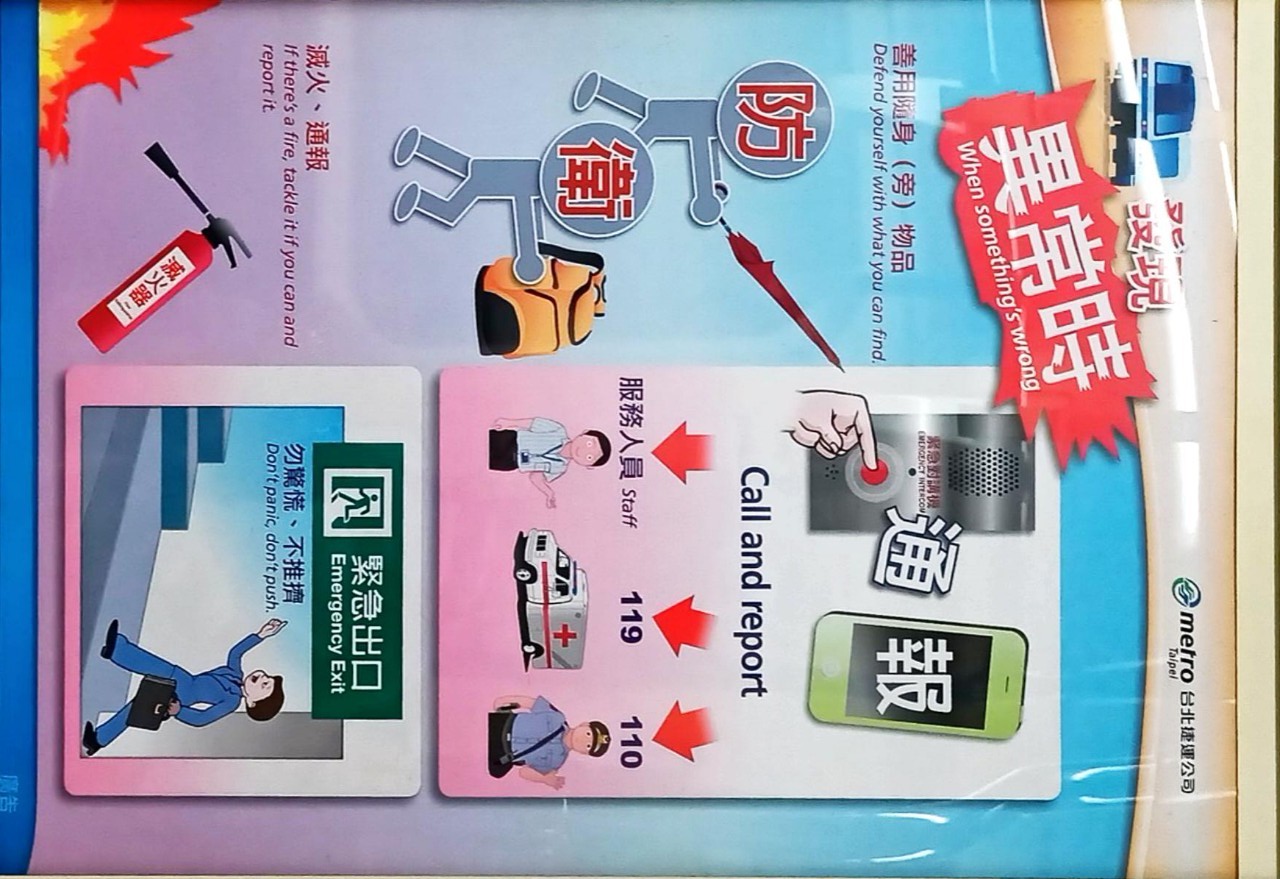 metro 台北捷運公司
Taipei
發現
異常時
When something's wrong
善用隨身（旁）物品
Defend yourself with what you can find.
防
衛
緊急對講機
EMERGENCY INTERCOM
通
報
Call and report
服務人員 Staff
119
110
滅火、通報
If there's a fire, tackle it if you can and
report it.
滅火器
緊急出口
Emergency Exit
勿驚慌、不推擠
Don't panic, don't push.
廣告